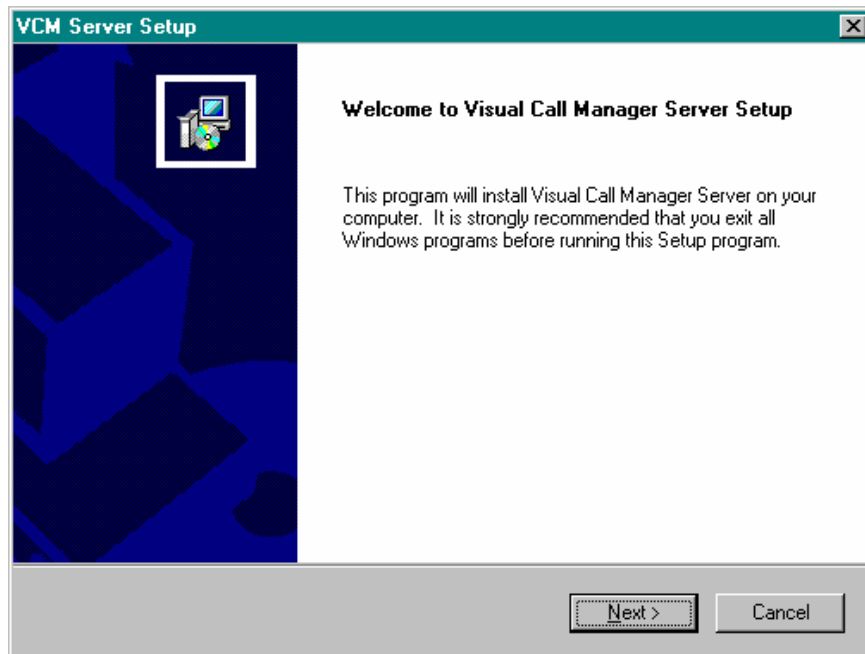 VCM Server Setup
Welcome to Visual Call Manager Server Setup
This program will install Visual Call Manager Server on your
computer.  It is strongly recommended that you exit all
Windows programs before running this Setup program.
Next >
Cancel